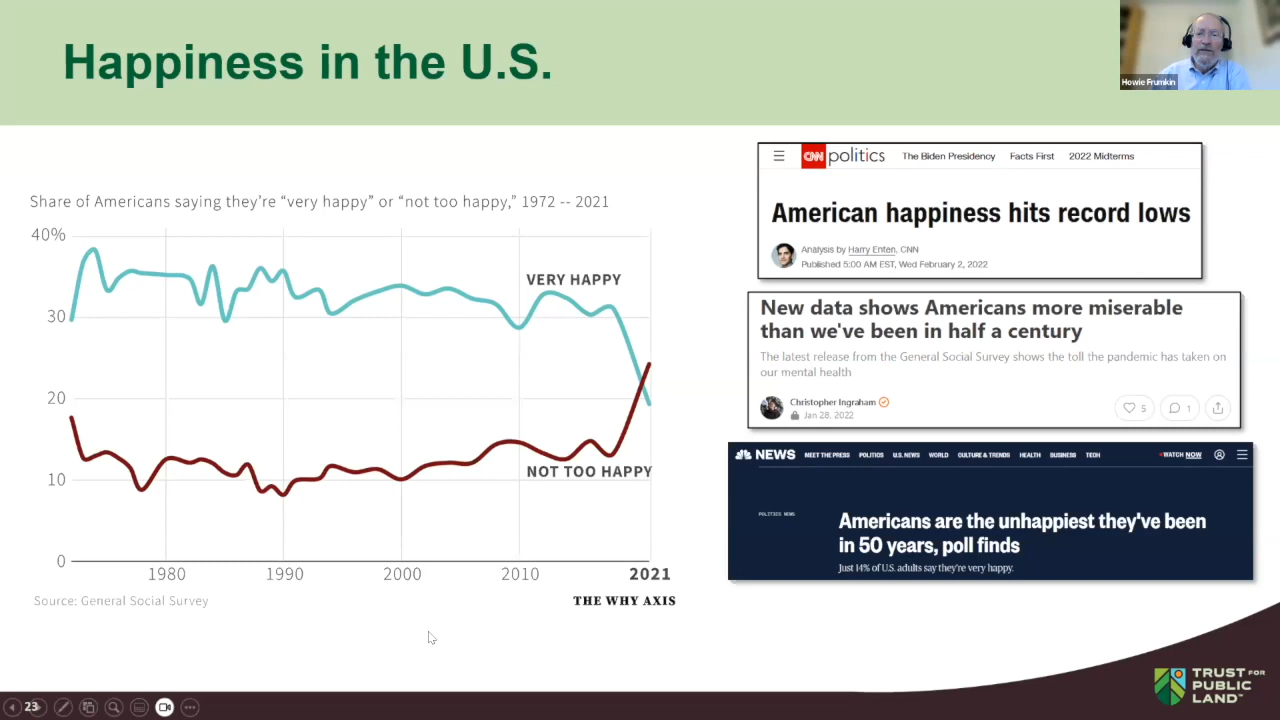 Happiness in the U.S.
Howie Frumkin
Share of Americans saying they're “very happy” or “not too happy,” 1972 -- 2021
40%
30
20
10
0
VERY HAPPY
NOT TOO HAPPY
1980 1990 2000 2010 2021
Source: General Social Survey
THE WHY AXIS
CNN politics The Biden Presidency Facts First 2022 Midterms
American happiness hits record lows
Analysis by Harry Enten, CNN
Published 5:00 AM EST, Wed February 2, 2022
New data shows Americans more miserable
than we've been in half a century
The latest release from the General Social Survey shows the toll the pandemic has taken on
our mental health
Christopher Ingraham
Jan 28, 2022
5 1
NEWS MEET THE PRESS POLITICS U.S. NEWS WORLD CULTURE & TRENDS HEALTH BUSINESS TECH WATCH NOW
POLITICS NEWS
Americans are the unhappiest they've been
in 50 years, poll finds
Just 14% of U.S. adults say they're very happy.
23
TRUST FOR
PUBLIC
LAND™